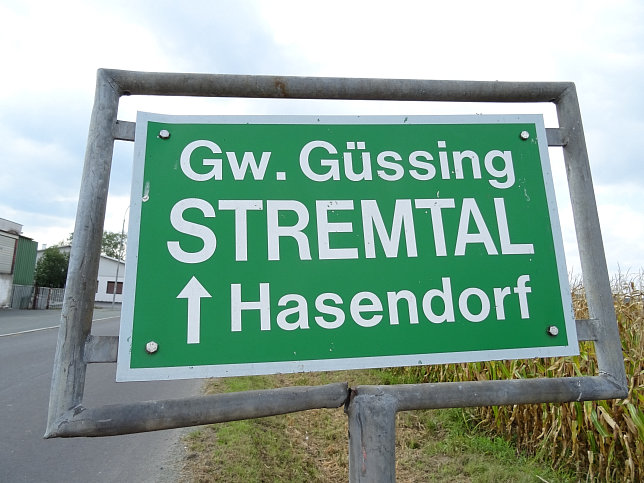 Gw. Güssing
STREMTAL
↑ Hasendorf